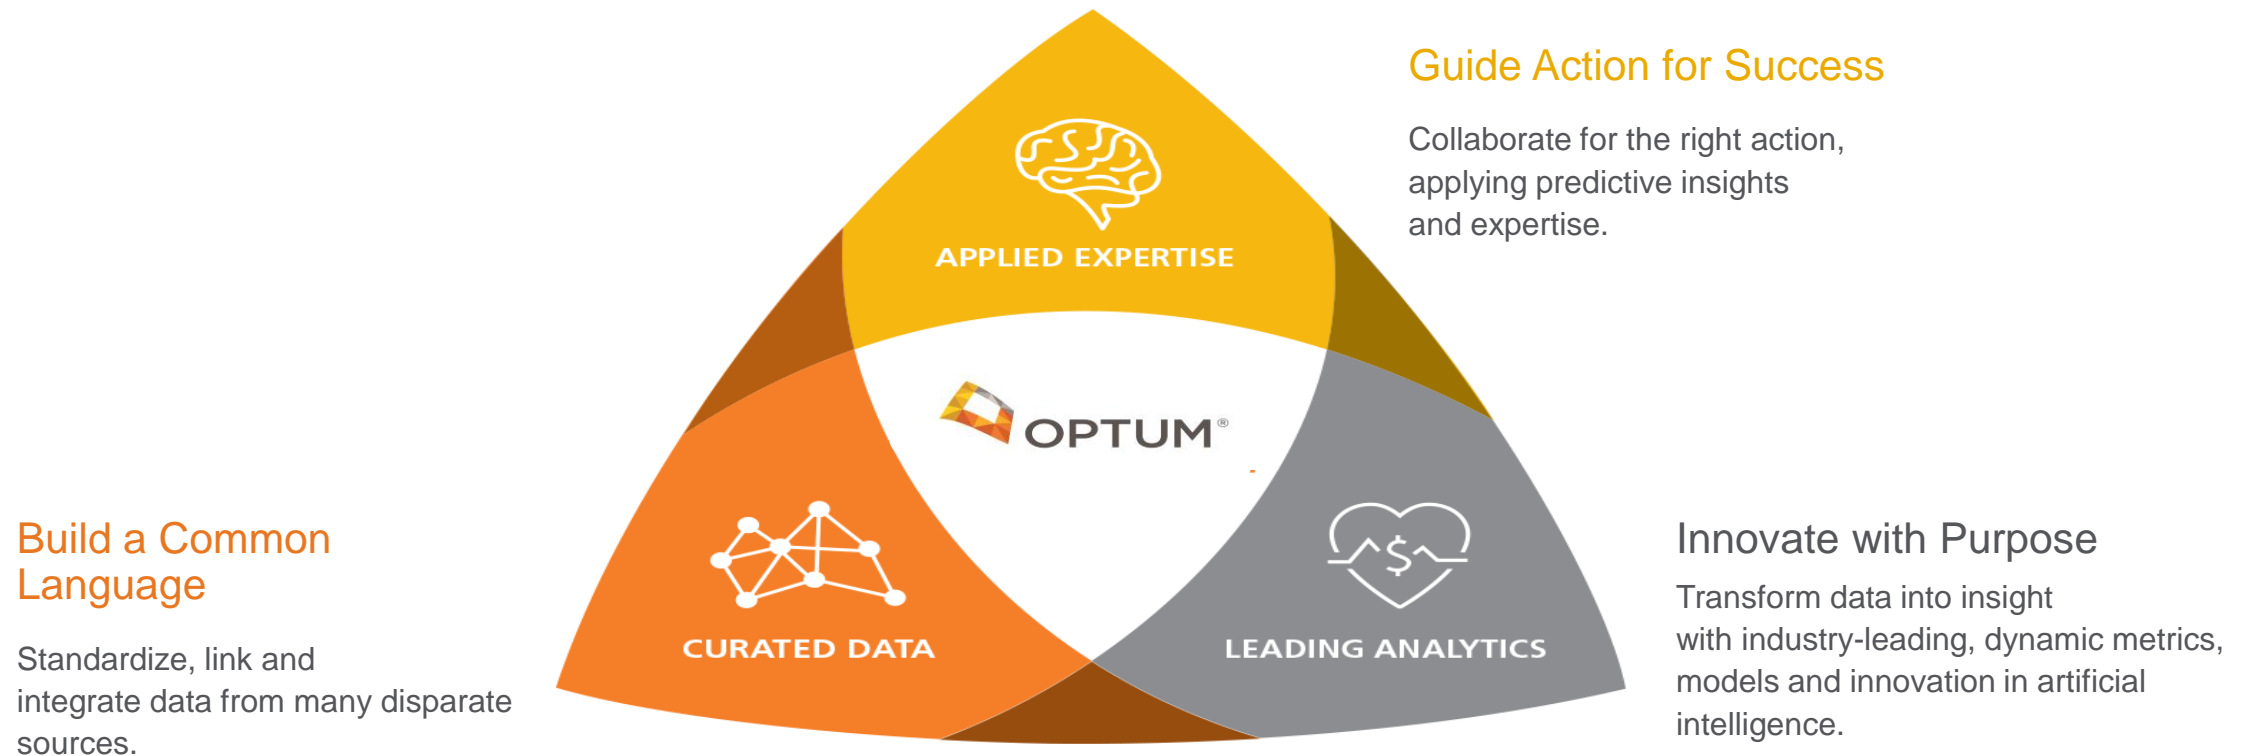 Guide Action for Success
Collaborate for the right action,
applying predictive insights
and expertise.
APPLIED EXPERTISE
OPTUM®
Build a Common
Language
Standardize, link and
integrate data from many disparate
sources.
CURATED DATA
$
LEADING ANALYTICS
Innovate with Purpose
Transform data into insight
with industry-leading, dynamic metrics,
models and innovation in artificial
intelligence.